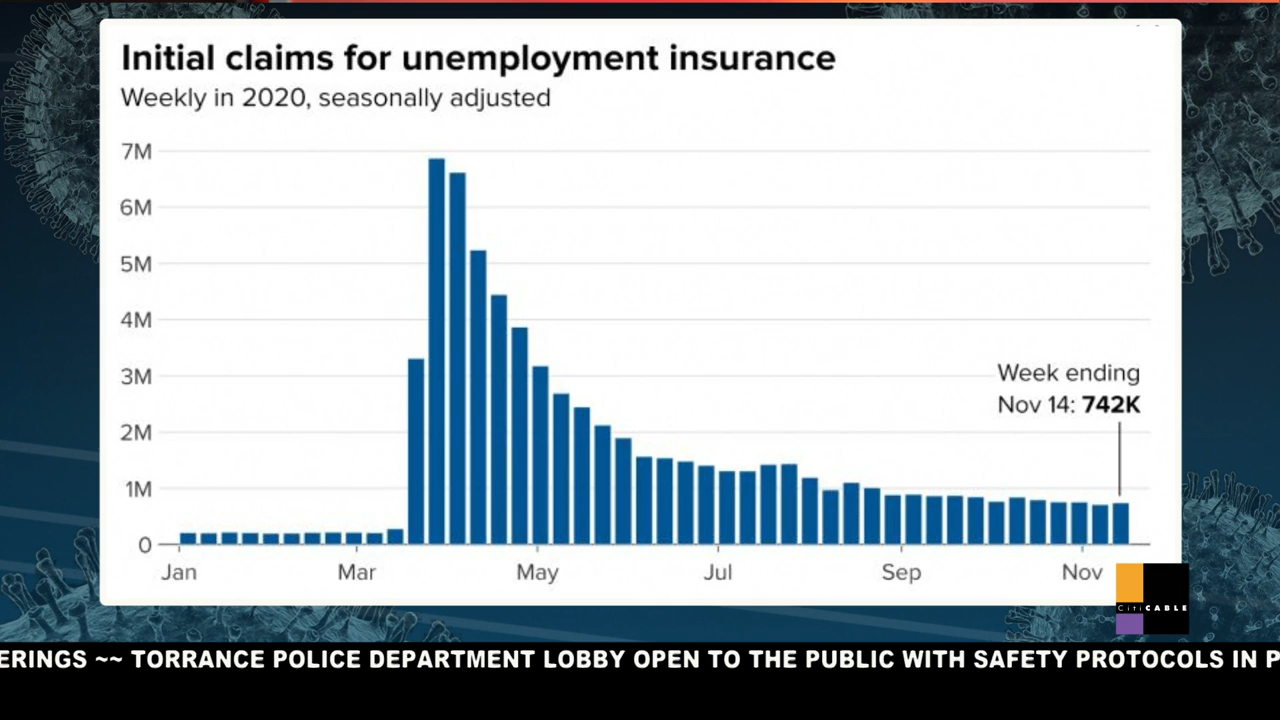 Initial claims for unemployment insurance
Weekly in 2020, seasonally adjusted
7M
6M
5M
4M
3M
2M
1M
0
Week ending
Nov 14: 742K
Jan Mar May Jul Sep Nov
CitiCABLE
ERINGS ~~ TORRANCE POLICE DEPARTMENT LOBBY OPEN TO THE PUBLIC WITH SAFETY PROTOCOLS IN P